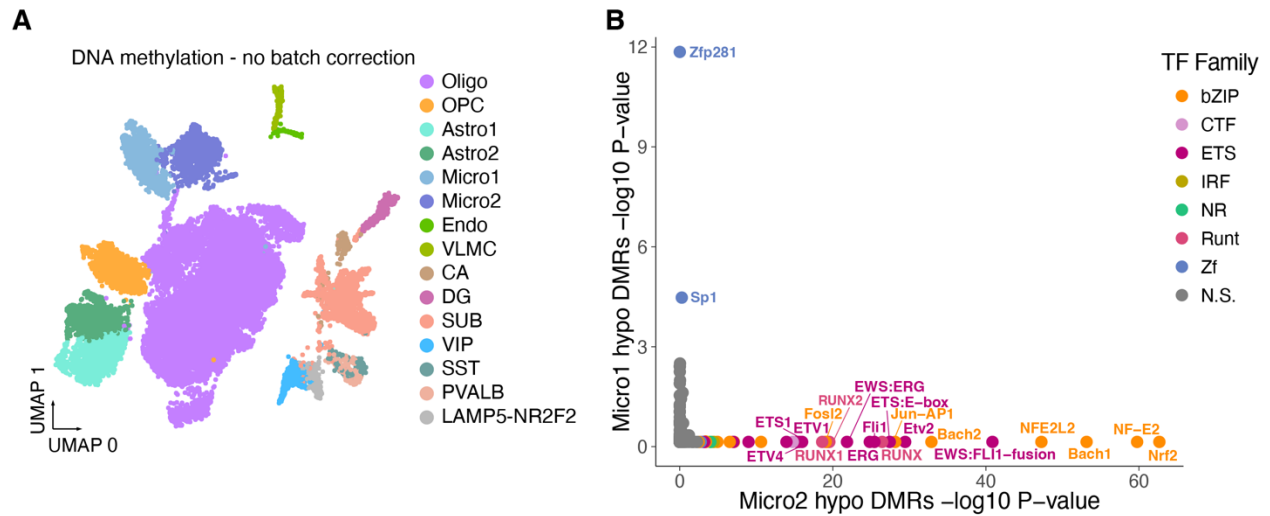 A
DNA methylation - no batch correction
Oligo
OPC
Astro1
Astro2
Micro1
Micro2
Endo
VLMC
CA
DG
SUB
VIP
SST
PVALB
LAMP5-NR2F2
UMAP 1
UMAP 0
B
Micro1 hypo DMRs −log10 P−value
12
9
6
3
0
Zfp281
Sp1
EWS:ERG
RUNX2
ETS:E−box
ETS1
Fosl2
Jun−AP1
ETV1
Fli1
Etv2
Bach2
NFE2L2
NF−E2
ETV4
RUNX1
ERG
RUNX
EWS:FLI1−fusion
Bach1
Nrf2
0
20
40
60
Micro2 hypo DMRs −log10 P−value
TF Family
bZIP
CTF
ETS
IRF
NR
Runt
Zf
N.S.